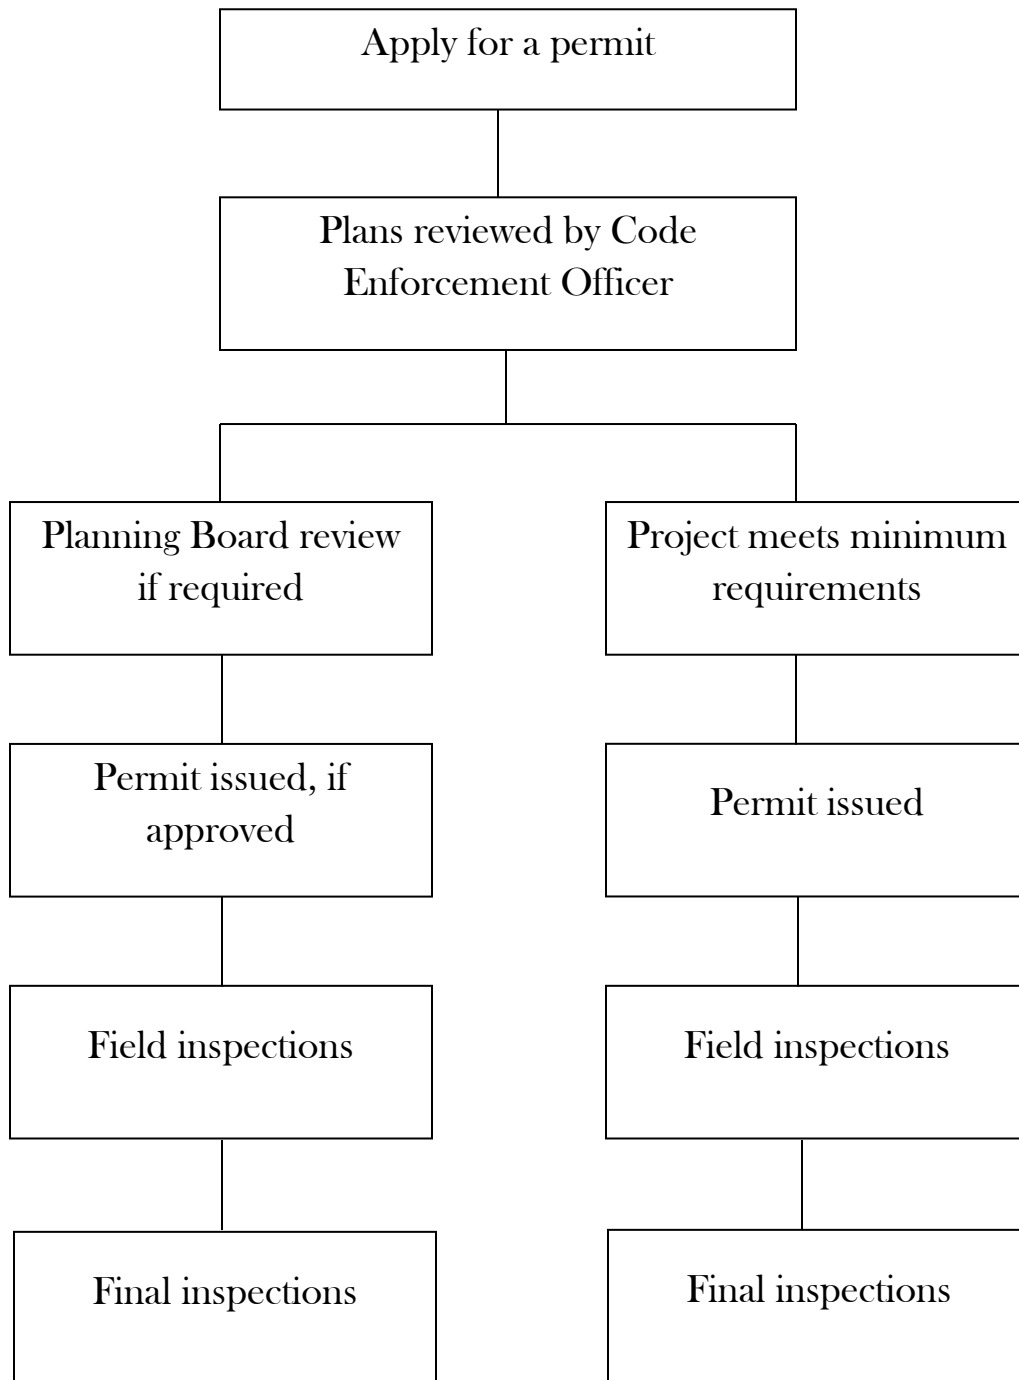 Apply for a permit
Plans reviewed by Code
Enforcement Officer
Planning Board review
if required
Project meets minimum
requirements
Permit issued, if
approved
Permit issued
Field inspections
Field inspections
Final inspections
Final inspections